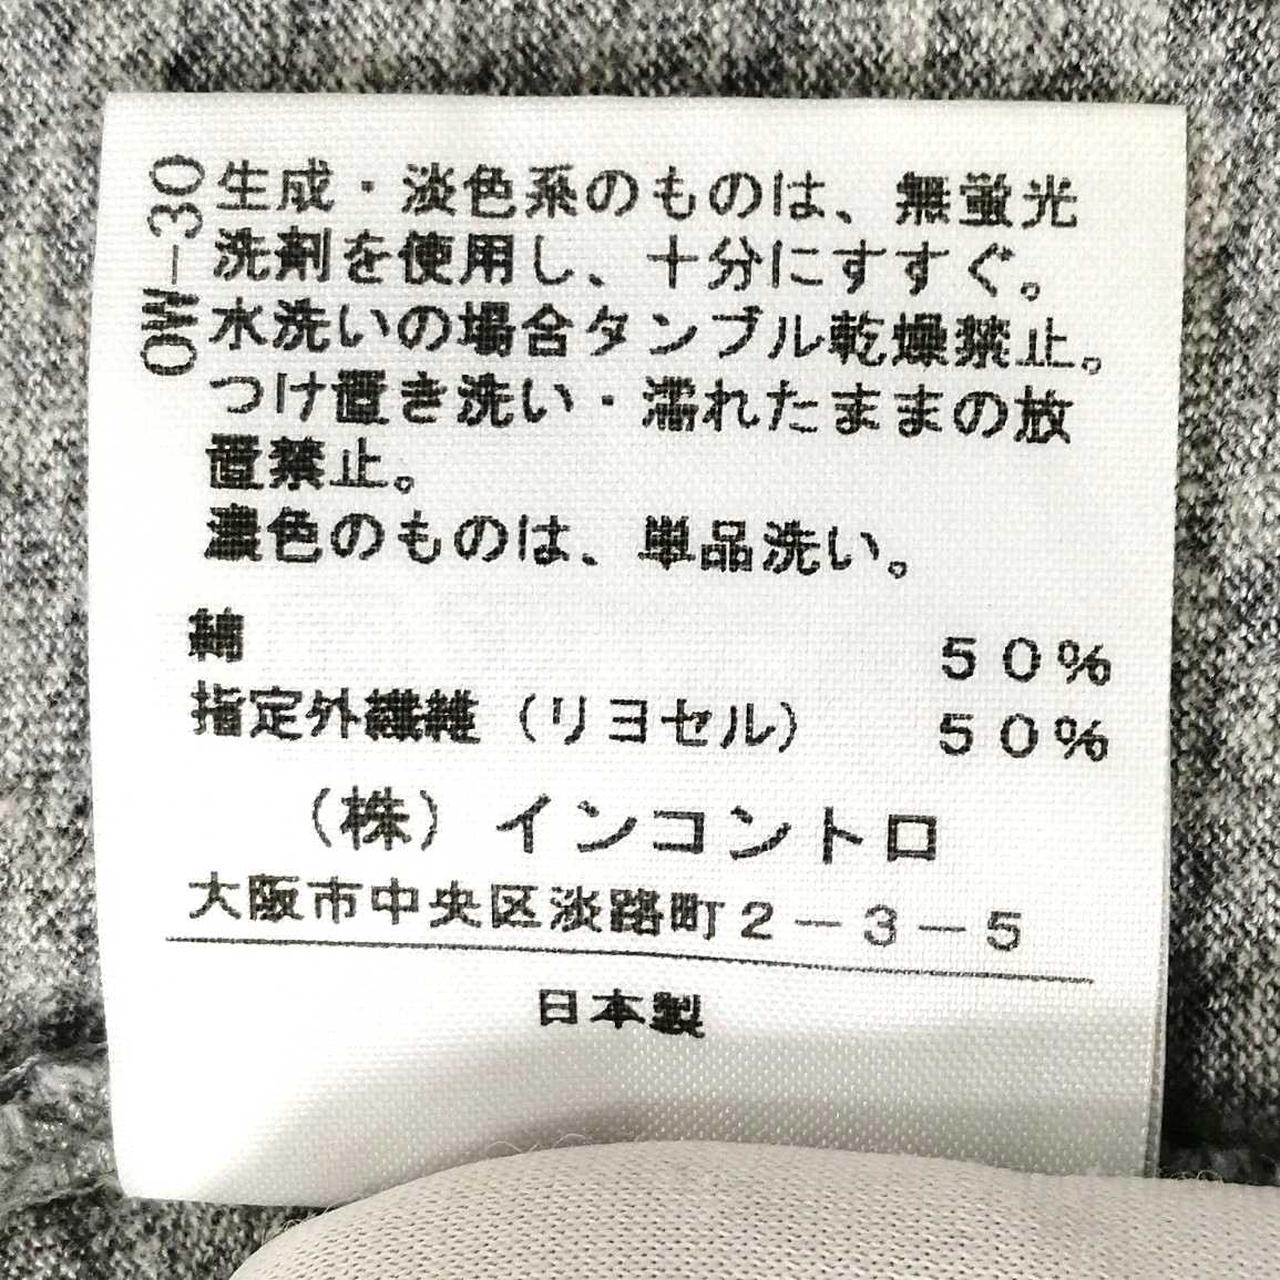 OW-30
生成・淡色系のものは、無蛍光
洗剤を使用し、十分にすすぐ。
水洗いの場合タンブル乾燥禁止。
つけ置き洗い・濡れたままの放
置禁止。
濃色のものは、単品洗い。
綿 50%
指定外繊維(リヨセル) 50%
(株)インコントロ
大阪市中央区淡路町2-3-5
日本製